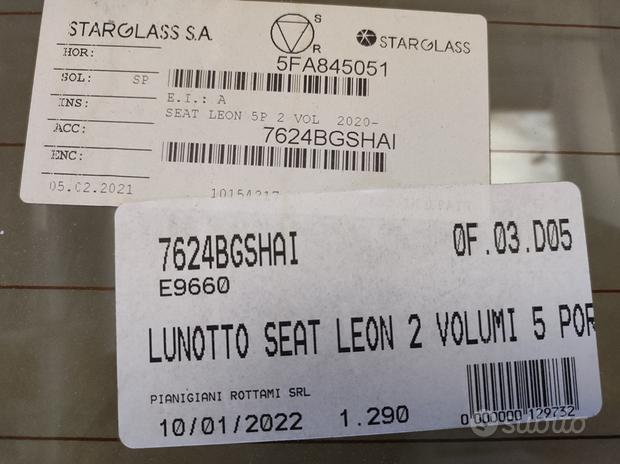 STARGLASS S.A.
S
R
STARGLASS
HOR:
5FA845051
SOL: SP
INS:
E.I.: A
SEAT LEON 5P 2 VOL 2020-
ACC:
7624BGSHAI
ENC:
05.02.2021
10154217
7624BGSHAI
0F.03.D05
E9660
LUNOTTO SEAT LEON 2 VOLUMI 5 POR
PIANIGIANI ROTTAMI SRL
10/01/2022
1.290
0 000000 129732
subito